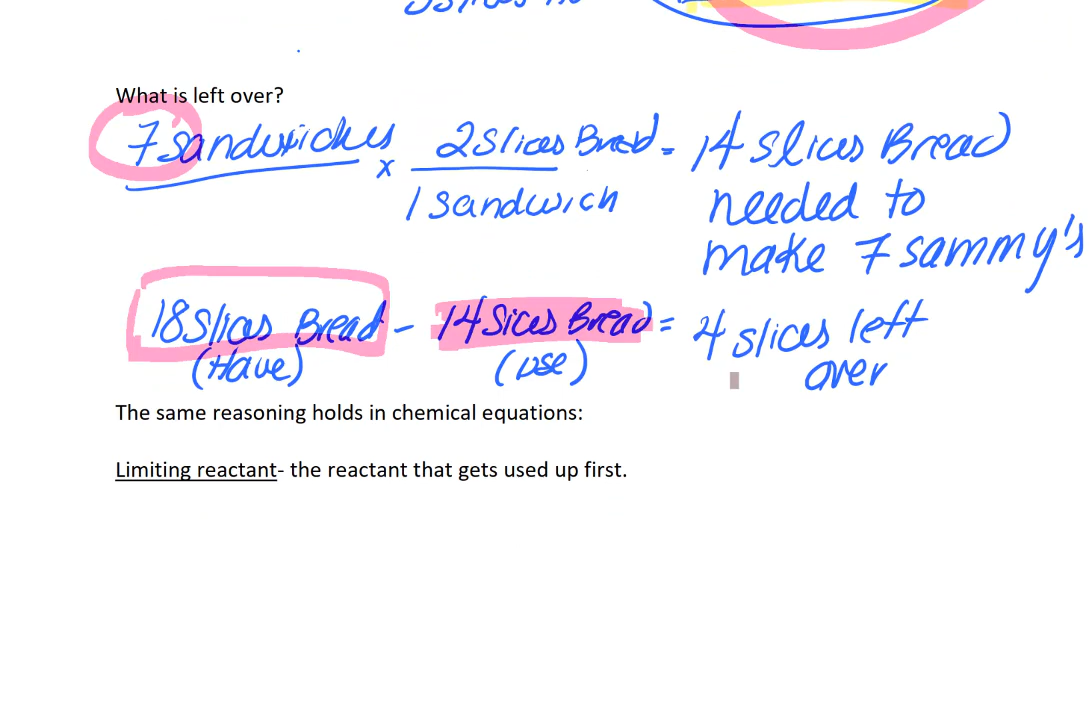 What is left over?
7 sandwiches x 2 slices Bread = 14 slices Bread
1 sandwich needed to
make 7 sammy's
18 slices Bread - 14 Sices Bread = 4 slices left
(Have) (Use) over
The same reasoning holds in chemical equations:
Limiting reactant- the reactant that gets used up first.